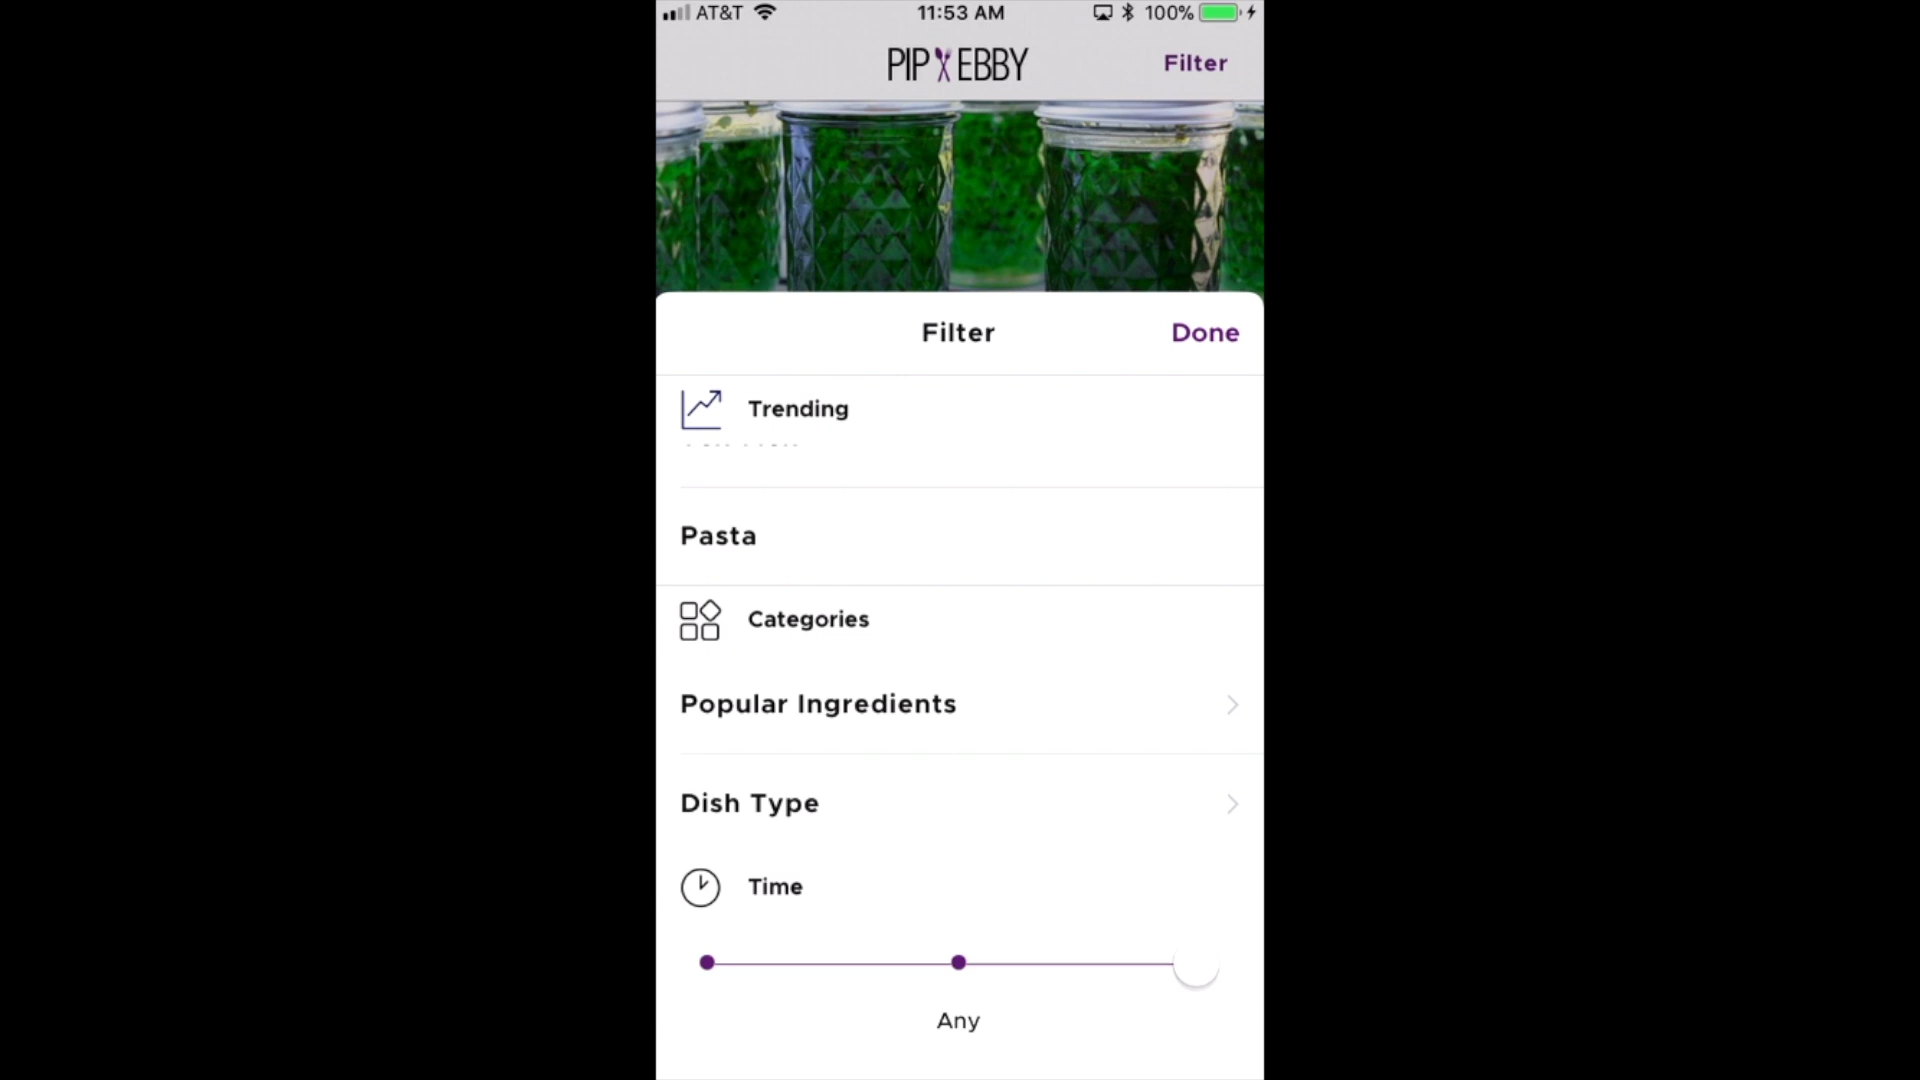 AT&T 11:53 AM 100%
PIP EBBY Filter
Filter Done
Trending
Pasta
Categories
Popular Ingredients
Dish Type
Time
Any